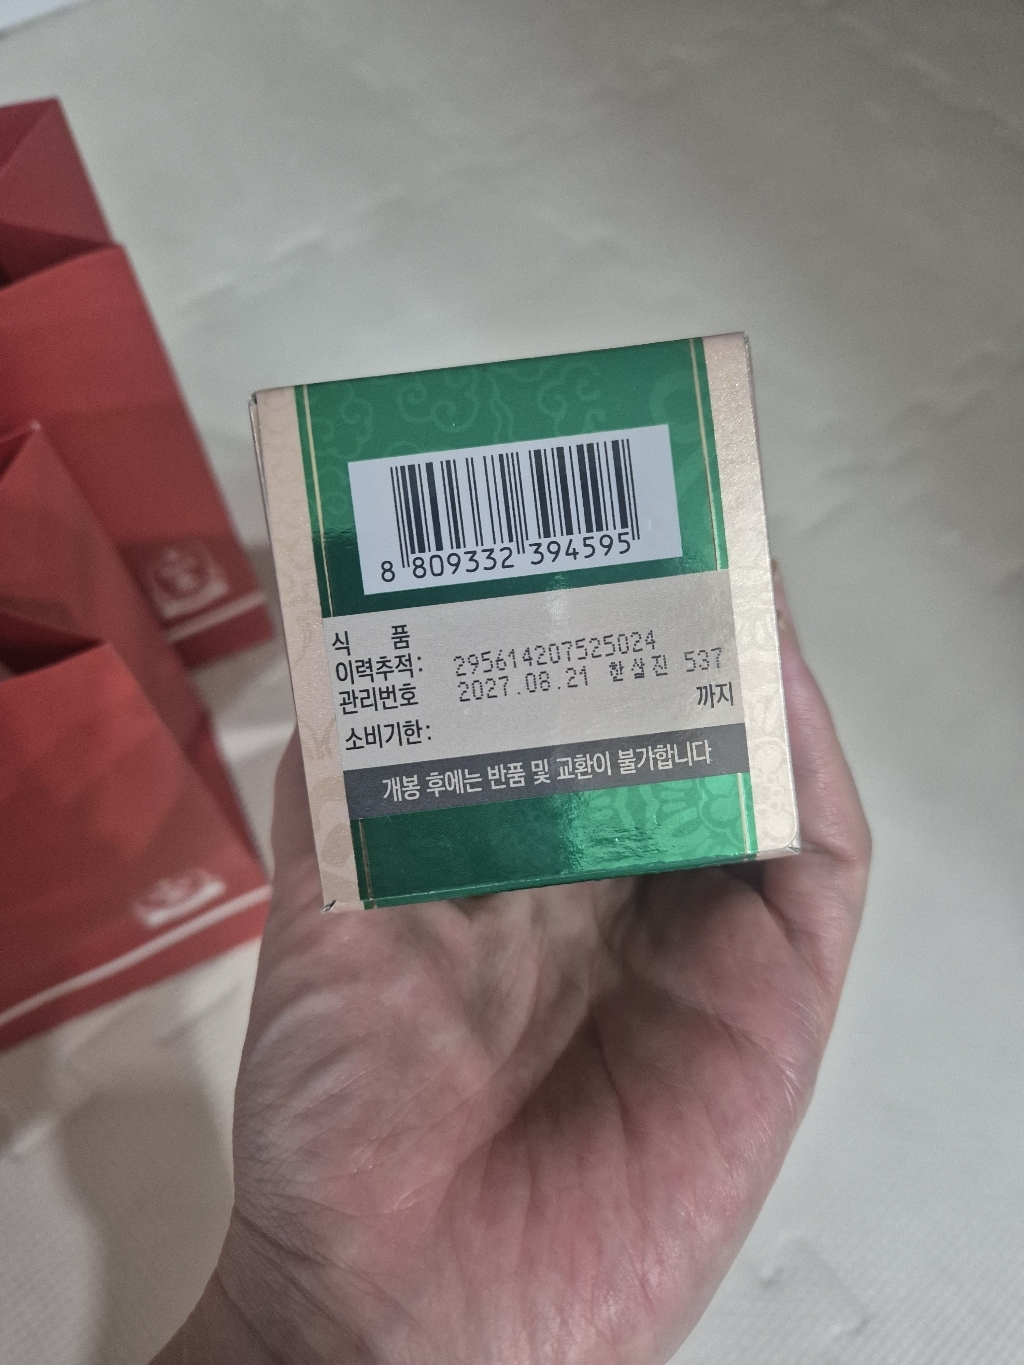 8 809332 394595
식 품
이력추적: 295614207525024
관리번호 2027.08.21 한살진 537
까지
소비기한:
개봉 후에는 반품 및 교환이 불가합니다